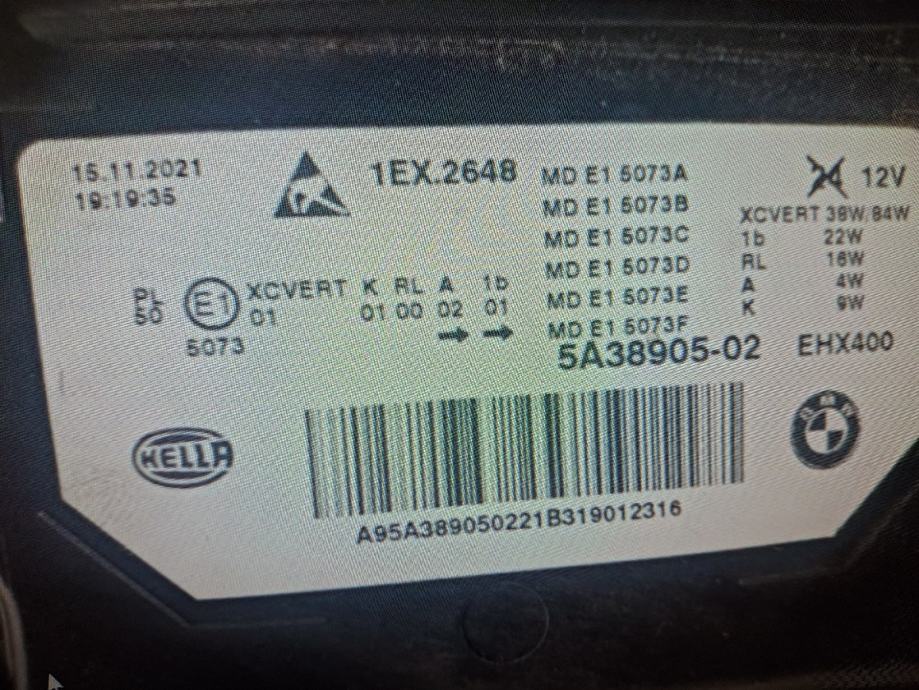 15.11.2021
19:19:35
1EX.2648
MD E1 5073A
MD E1 5073B
MD E1 5073C
MD E1 5073D
MD E1 5073E
MD E1 5073F
12V
XCVERT 38W/84W
1b 22W
RL 16W
A 4W
K 9W
PL
50
E1
XCVERT K RL A 1b
01 01 00 02 01
5073
5A38905-02 EHX400
HELLA
BMW
A95A389050221B319012316